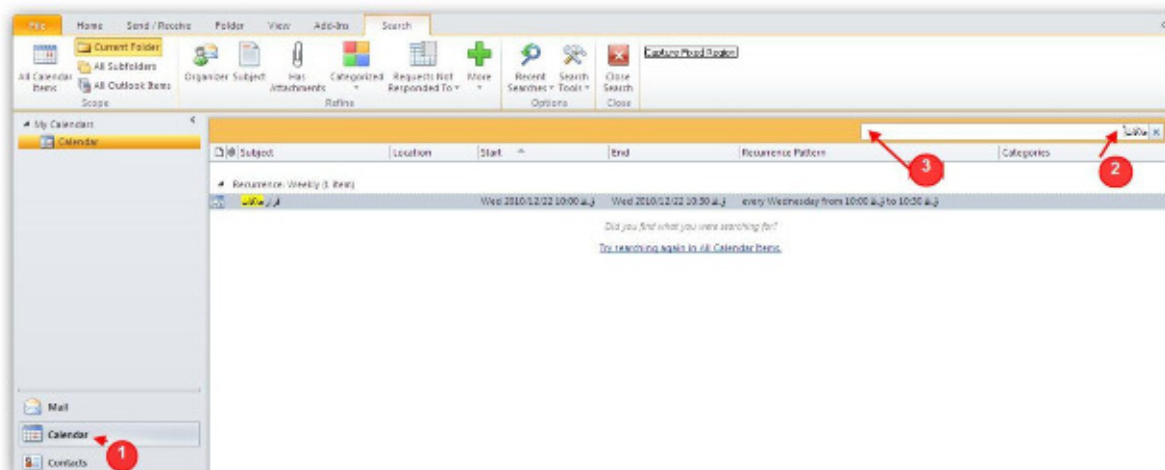 File Home Send / Receive Folder View Add-Ins Search
All Calendar Items
Current Folder
All Subfolders
All Outlook Items
Scope
Organizer Subject Has Attachments Categorized Requests Not Responded To More
Refine
Recent Searches Search Tools
Options
Close Search
Close
Capture Fixed Region
My Calendars
Calendar
ملاقات
3
2
Subject Location Start End Recurrence Pattern Categories
Recurrence: Weekly (1 item)
قرار ملاقات Wed 2010/12/22 10:00 ق.ظ Wed 2010/12/22 10:30 ق.ظ every Wednesday from 10:00 ق.ظ to 10:30 ق.ظ
Did you find what you were searching for?
Try searching again in All Calendar Items.
Mail
Calendar
1
Contacts